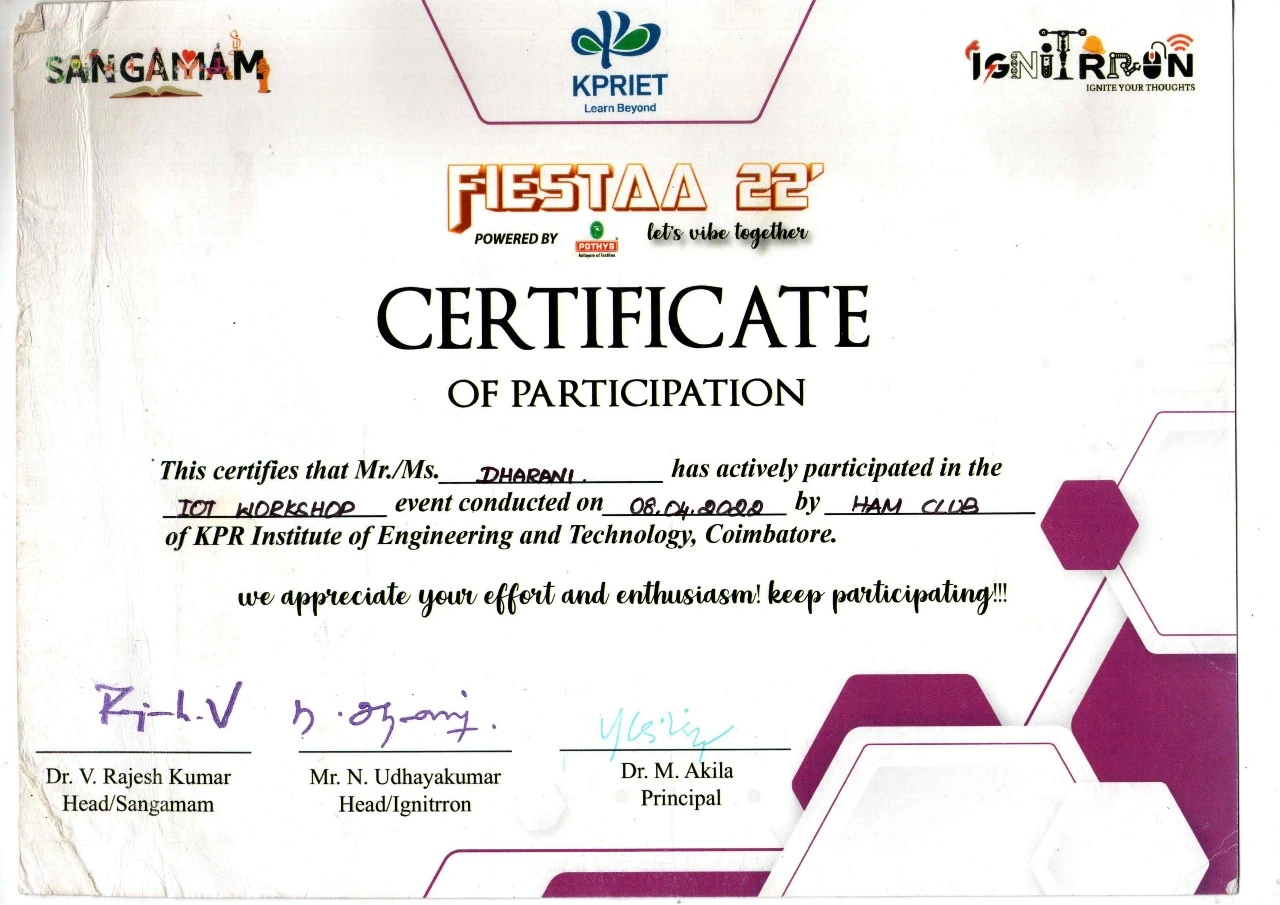 SANGAMAM
KPRIET
Learn Beyond
IGNITRRON
IGNITE YOUR THOUGHTS
FIESTAA 22'
POWERED BY POTHYS let's vibe together
CERTIFICATE
OF PARTICIPATION
This certifies that Mr./Ms. DHARANI. has actively participated in the
IOT WORKSHOP event conducted on 08.04.2022 by HAM CLUB
of KPR Institute of Engineering and Technology, Coimbatore.
we appreciate your effort and enthusiasm! keep participating!!!
Dr. V. Rajesh Kumar
Head/Sangamam
Mr. N. Udhayakumar
Head/Ignitrron
Dr. M. Akila
Principal